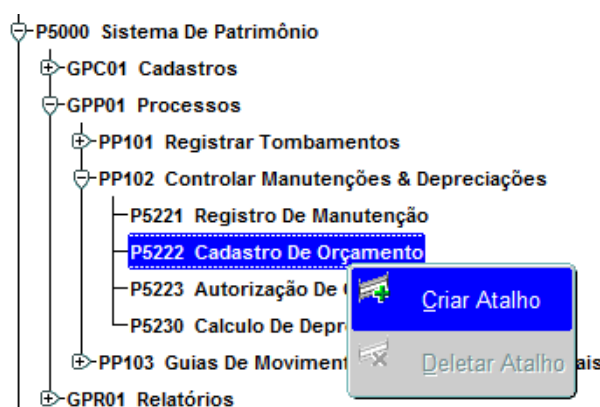 P5000 Sistema De Patrimônio
GPC01 Cadastros
GPP01 Processos
PP101 Registrar Tombamentos
PP102 Controlar Manutenções & Depreciações
P5221 Registro De Manutenção
P5222 Cadastro De Orçamento
P5223 Autorização De
Criar Atalho
P5230 Calculo De
Deletar Atalho
PP103 Guias De
GPR01 Relatórios